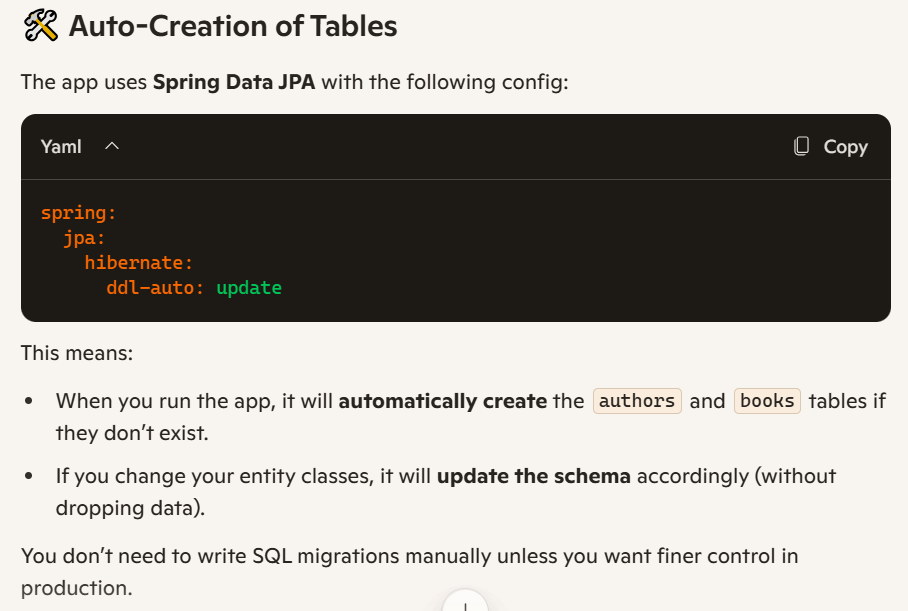 Auto-Creation of Tables
The app uses Spring Data JPA with the following config:
Yaml
Copy
spring:
  jpa:
    hibernate:
      ddl-auto: update
This means:
• When you run the app, it will automatically create the authors and books tables if
they don’t exist.
• If you change your entity classes, it will update the schema accordingly (without
dropping data).
You don’t need to write SQL migrations manually unless you want finer control in
production.